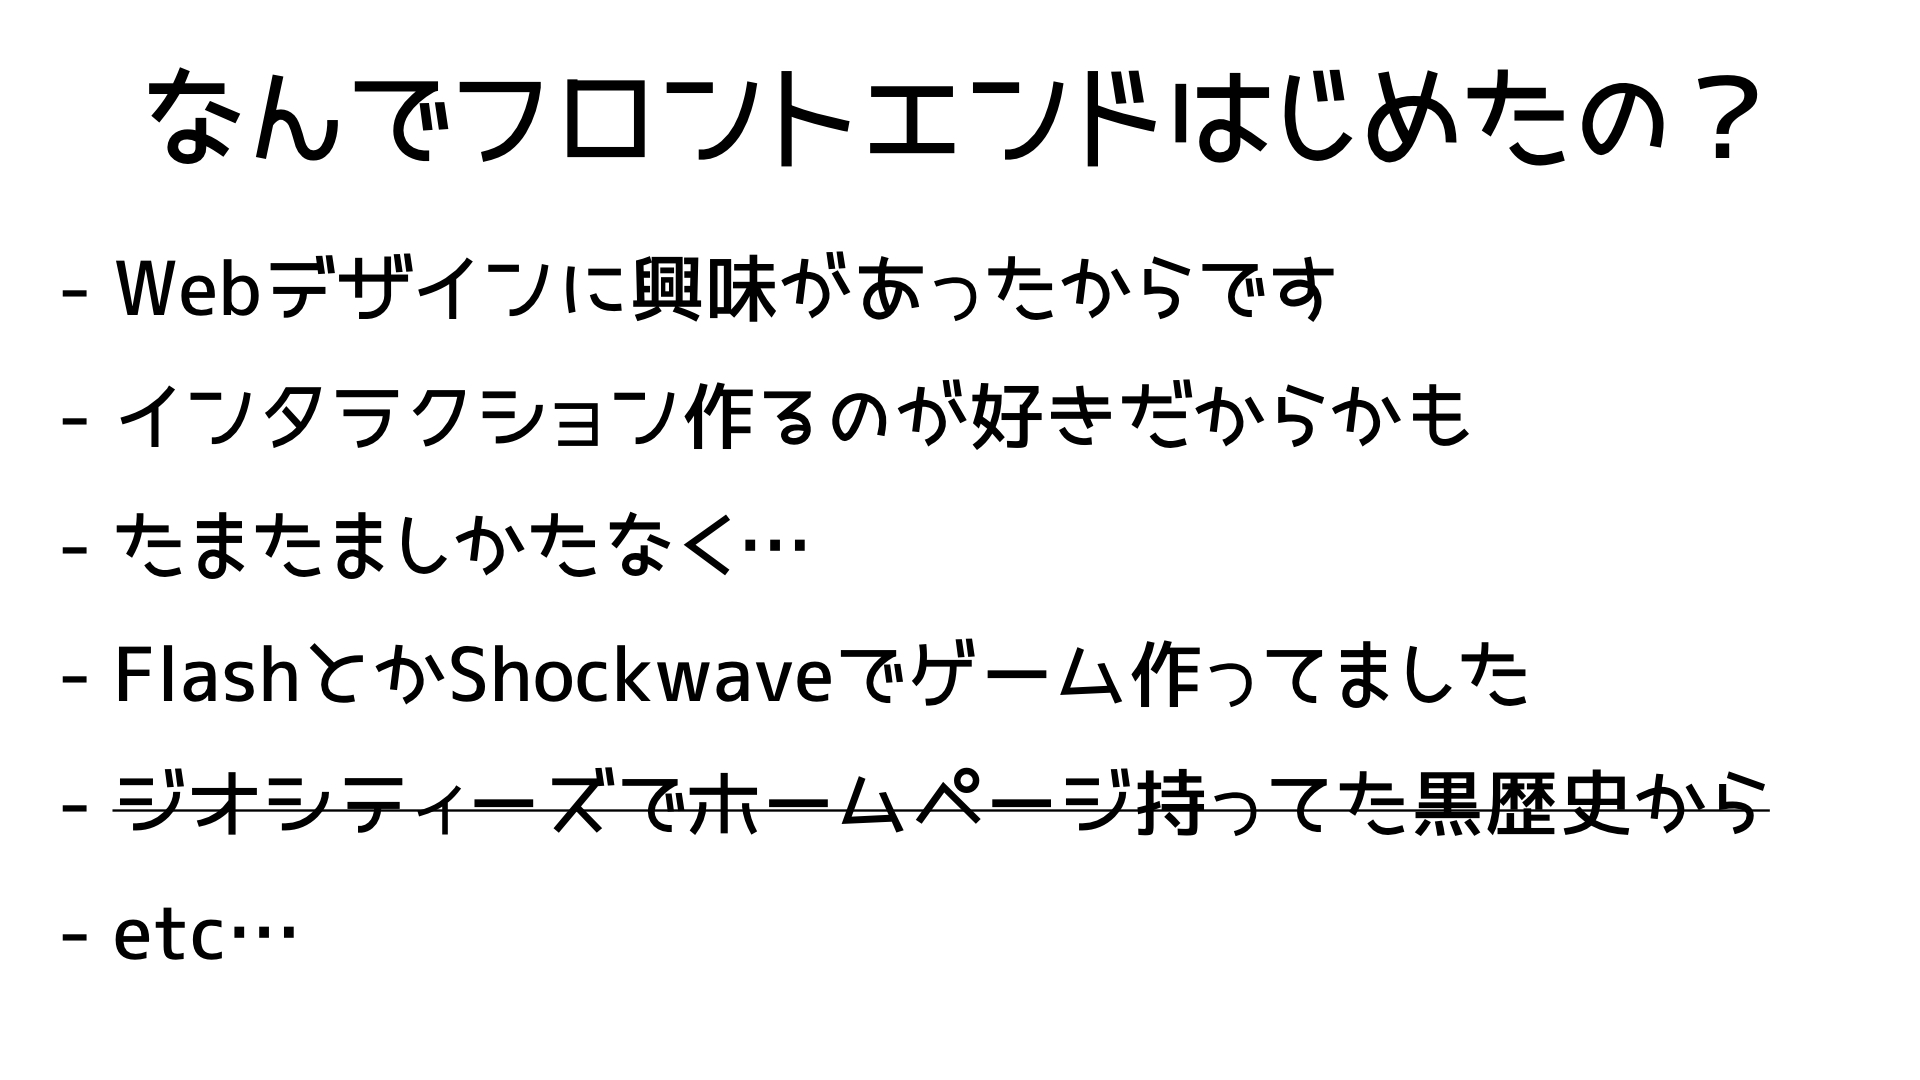 なんでフロントエンドはじめたの？
- Webデザインに興味があったからです
- インタラクション作るのが好きだからかも
- たまたましかたなく…
- FlashとかShockwaveでゲーム作ってました
- ジオシティーズでホームページ持ってた黒歴史から
- etc…